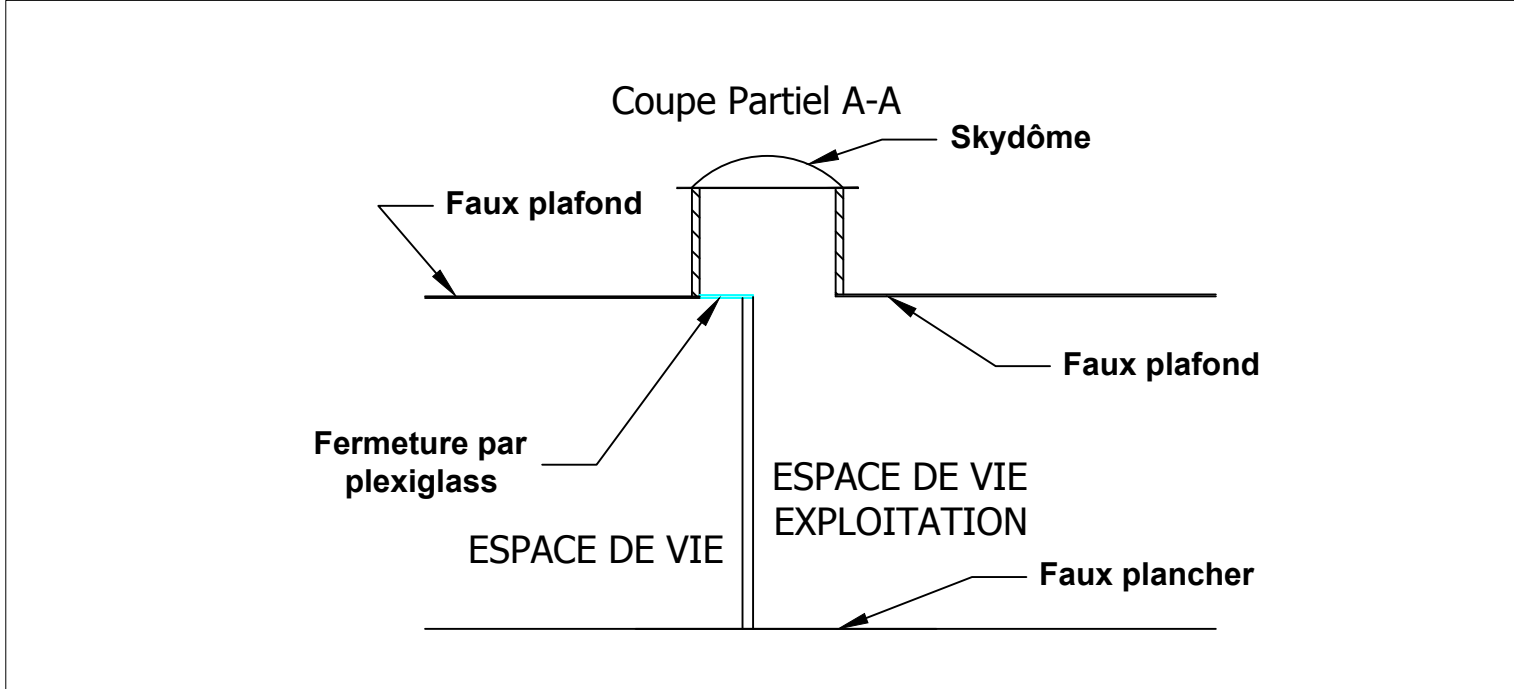 Coupe Partiel A-A
Skydôme
Faux plafond
Faux plafond
Fermeture par
plexiglass
ESPACE DE VIE
EXPLOITATION
ESPACE DE VIE
Faux plancher